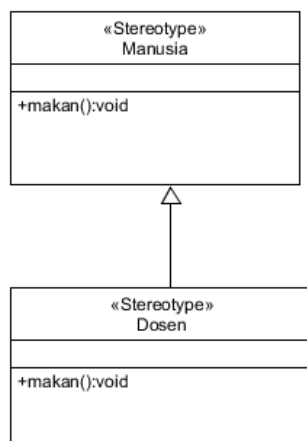 «Stereotype»
Manusia
+makan():void
«Stereotype»
Dosen
+makan():void